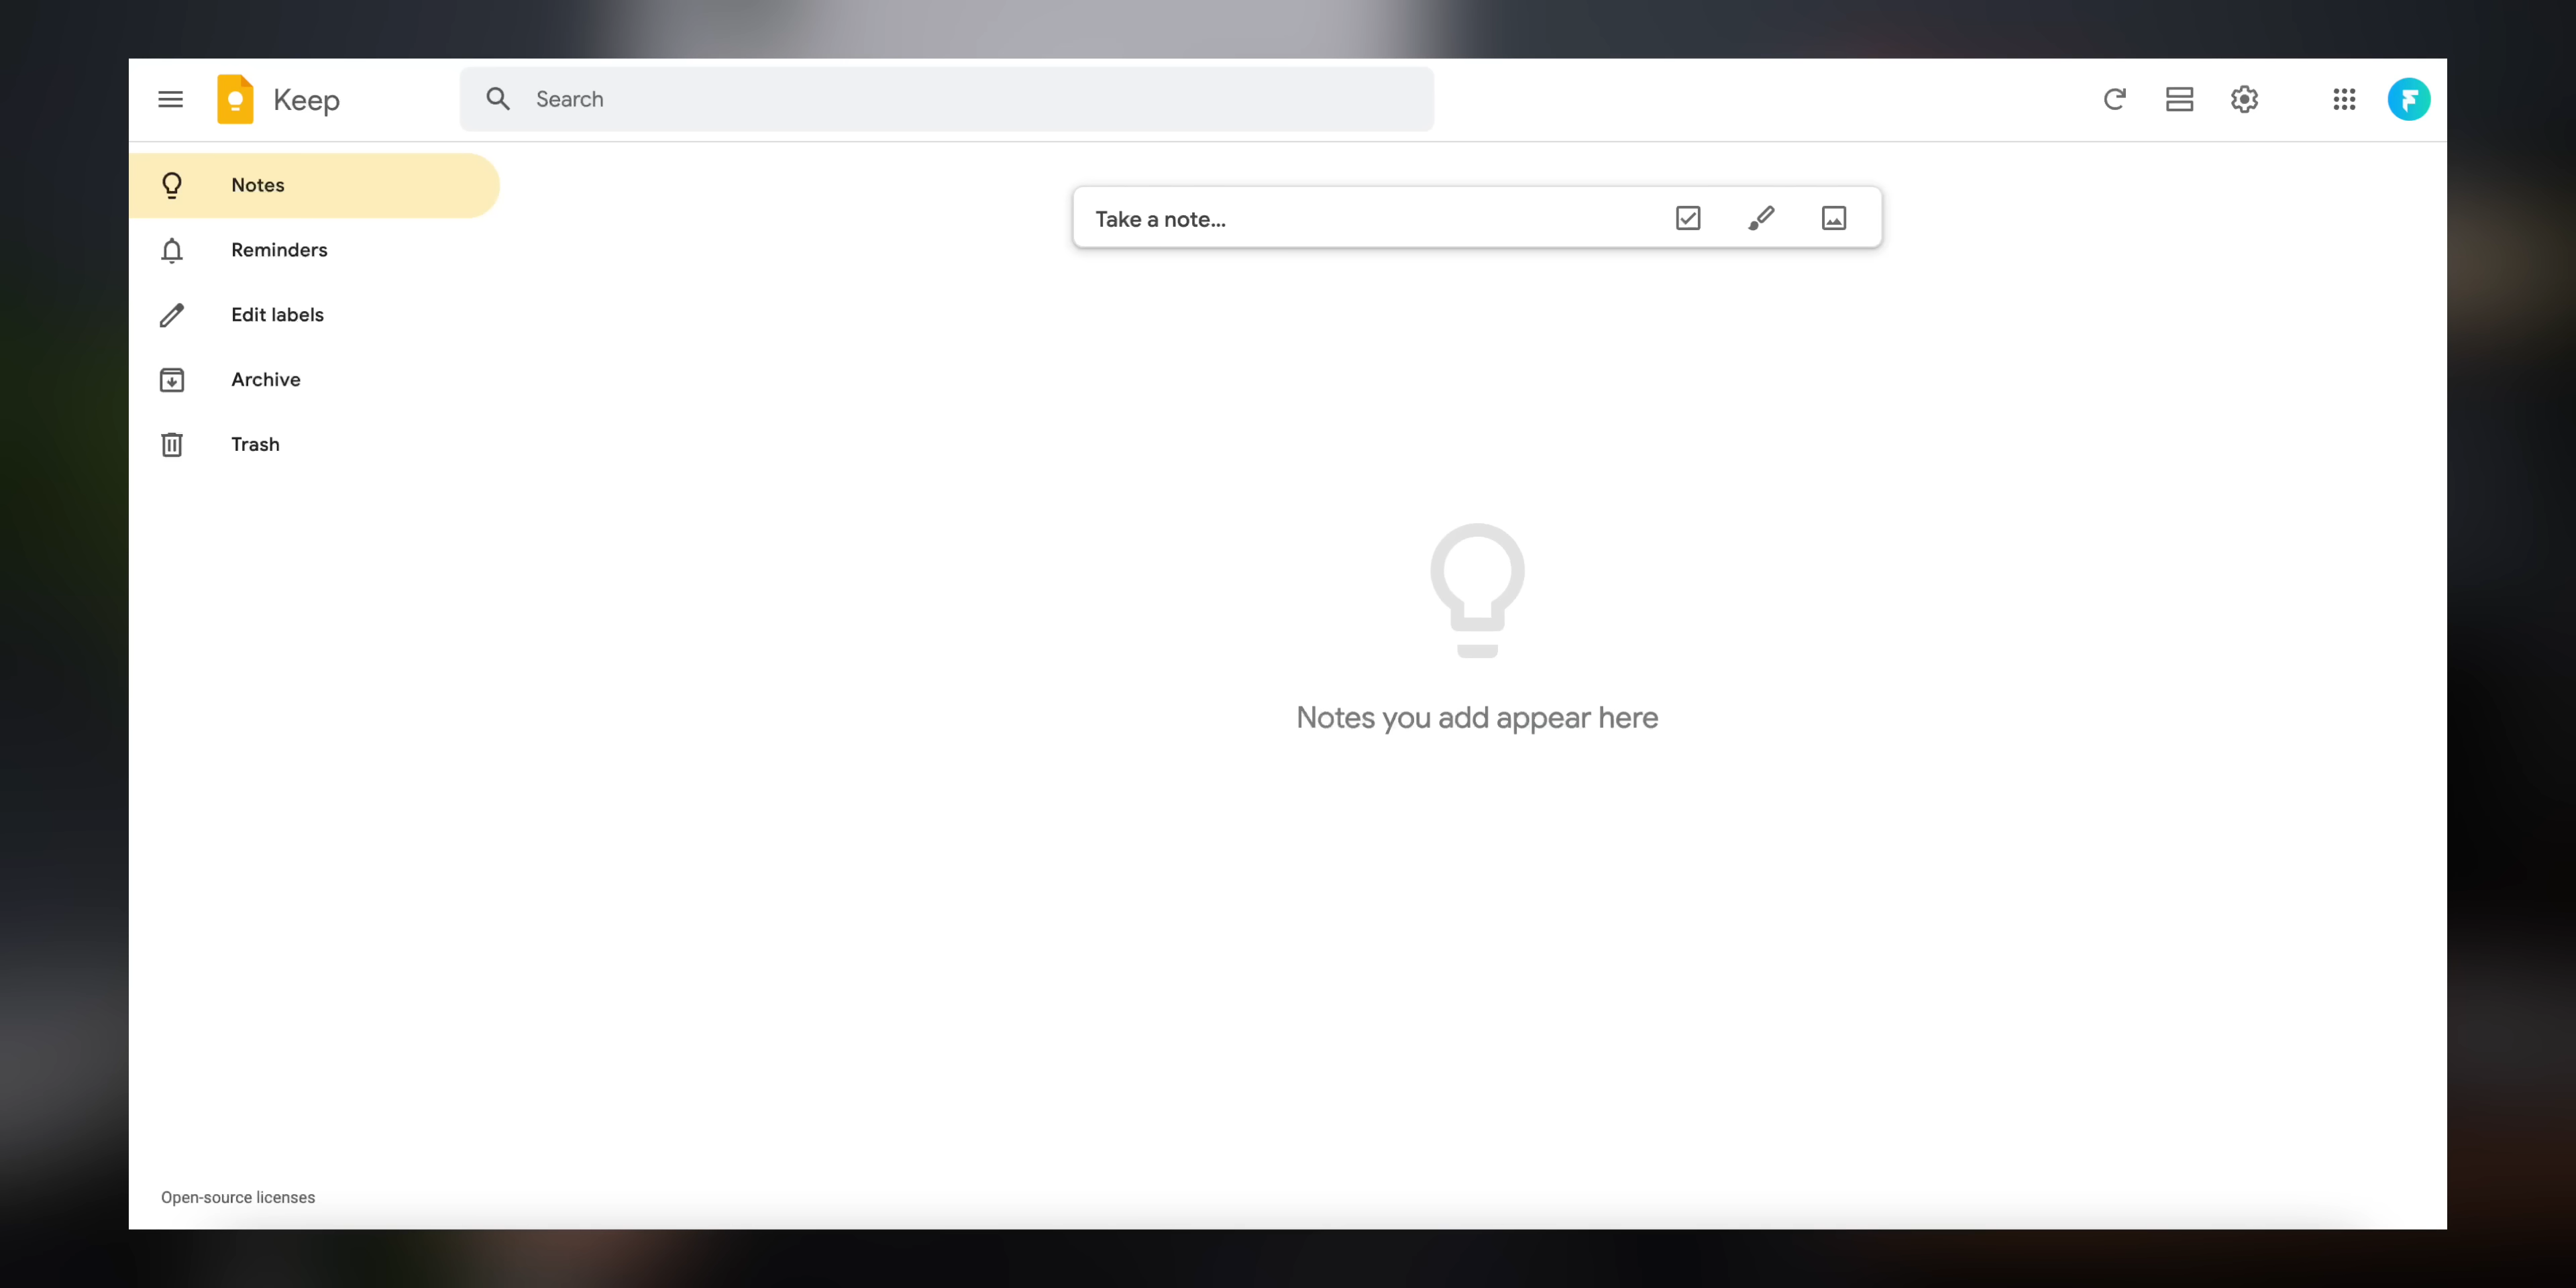 Keep
Search
Notes
Take a note...
Reminders
Edit labels
Archive
Trash
Notes you add appear here
Open-source licenses